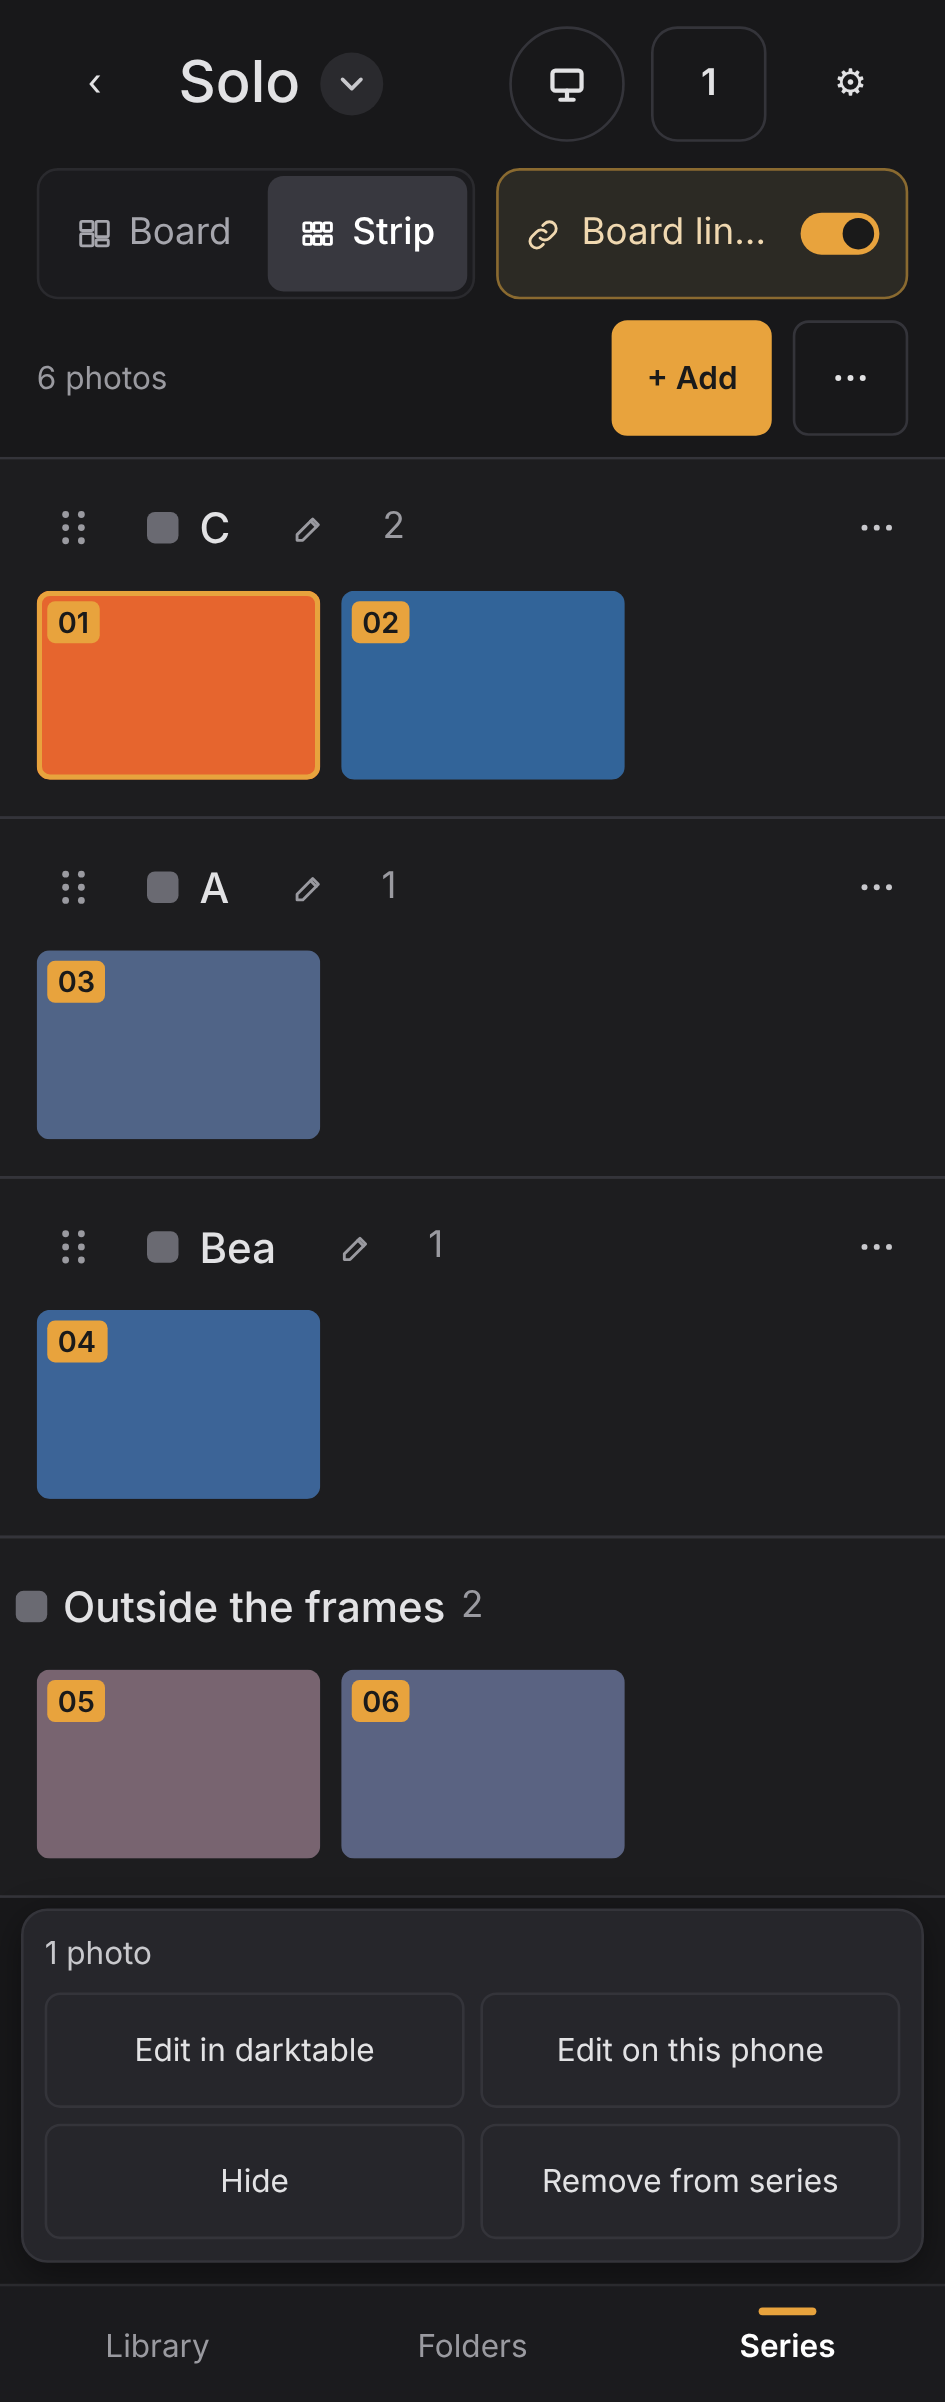 Solo
1
Board
Strip
Board lin...
6 photos
+ Add
C
2
01
02
A
1
03
Bea
1
04
Outside the frames
2
05
06
1 photo
Edit in darktable
Edit on this phone
Hide
Remove from series
Library
Folders
Series